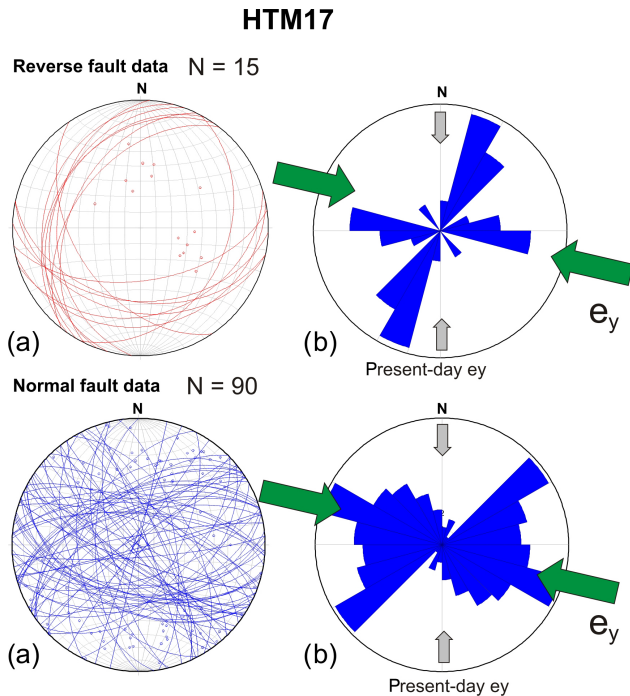 HTM17
Reverse fault data N = 15
N
N
(a)
(b)
ey
Present-day ey
Normal fault data N = 90
N
N
(a)
(b)
ey
Present-day ey